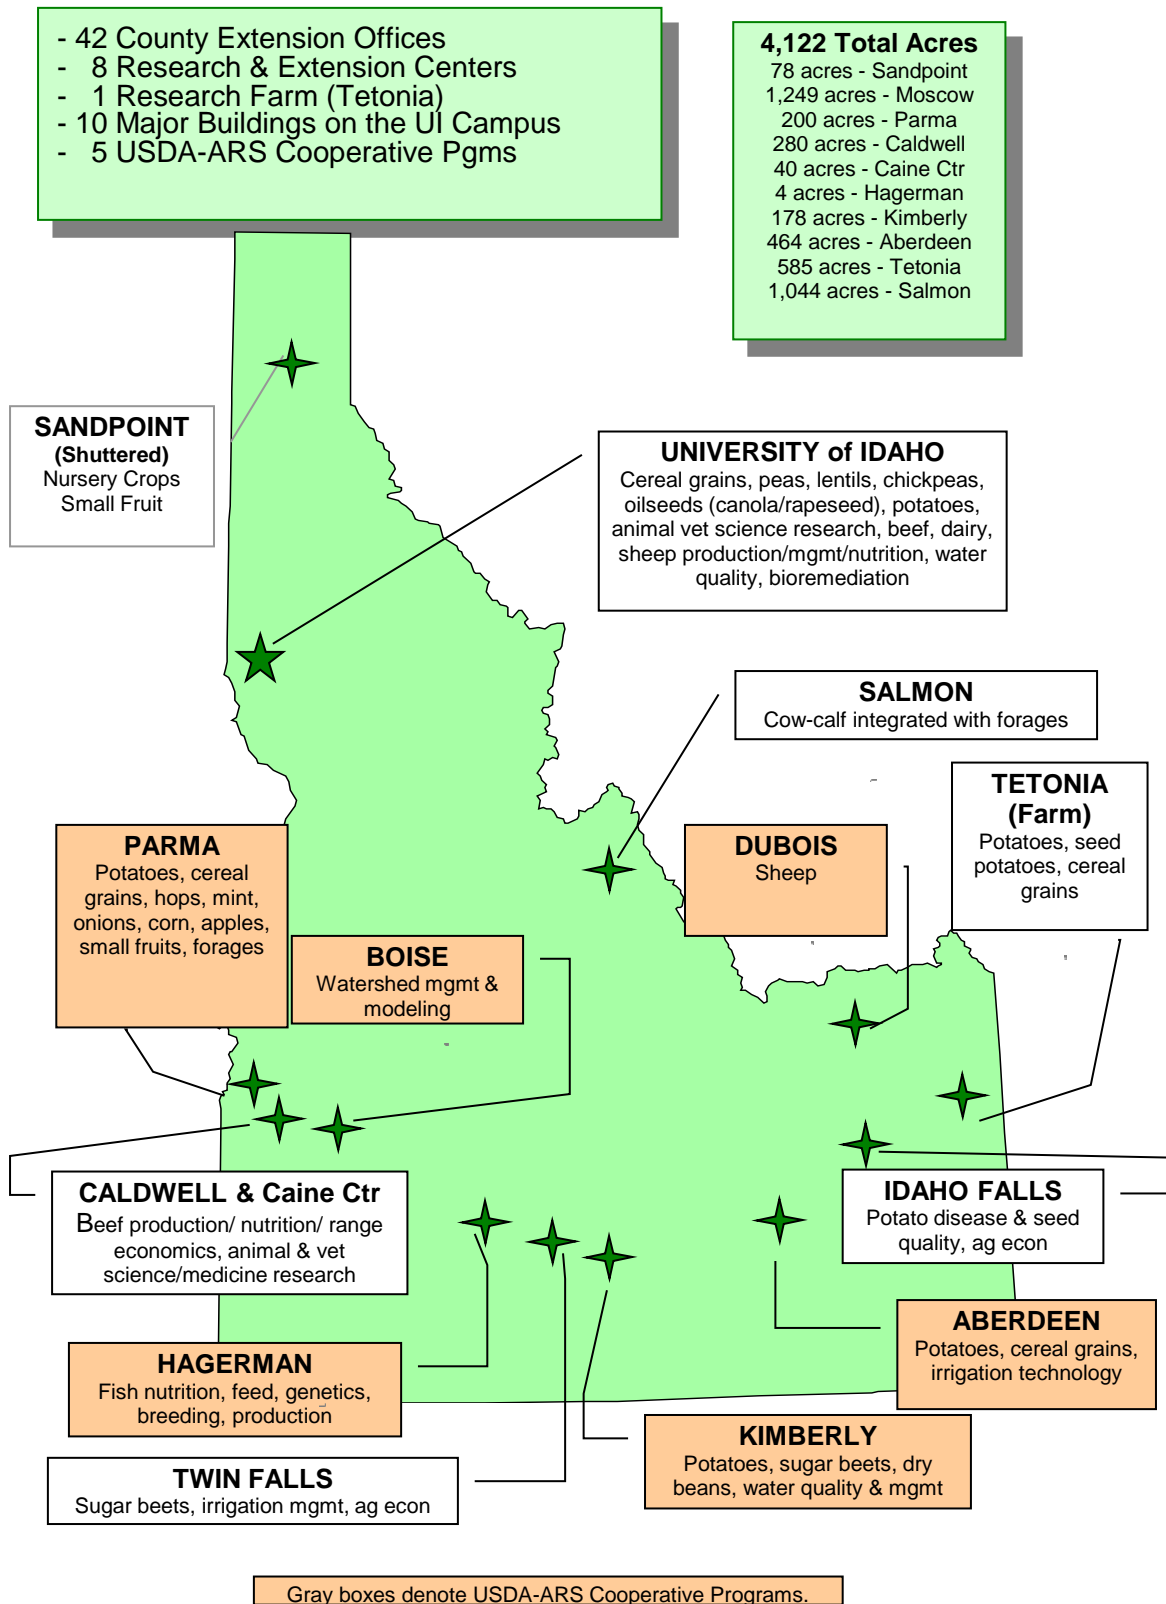 - 42 County Extension Offices
- 8 Research & Extension Centers
- 1 Research Farm (Tetonia)
- 10 Major Buildings on the UI Campus
- 5 USDA-ARS Cooperative Pgms
4,122 Total Acres
78 acres - Sandpoint
1,249 acres - Moscow
200 acres - Parma
280 acres - Caldwell
40 acres - Caine Ctr
4 acres - Hagerman
178 acres - Kimberly
464 acres - Aberdeen
585 acres - Tetonia
1,044 acres - Salmon
SANDPOINT
(Shuttered)
Nursery Crops
Small Fruit
UNIVERSITY of IDAHO
Cereal grains, peas, lentils, chickpeas,
oilseeds (canola/rapeseed), potatoes,
animal vet science research, beef, dairy,
sheep production/mgmt/nutrition, water
quality, bioremediation
SALMON
Cow-calf integrated with forages
TETONIA
(Farm)
Potatoes, seed
potatoes, cereal
grains
PARMA
Potatoes, cereal
grains, hops, mint,
onions, corn, apples,
small fruits, forages
DUBOIS
Sheep
BOISE
Watershed mgmt &
modeling
CALDWELL & Caine Ctr
Beef production/ nutrition/ range
economics, animal & vet
science/medicine research
IDAHO FALLS
Potato disease & seed
quality, ag econ
ABERDEEN
Potatoes, cereal grains,
irrigation technology
HAGERMAN
Fish nutrition, feed, genetics,
breeding, production
KIMBERLY
Potatoes, sugar beets, dry
beans, water quality & mgmt
TWIN FALLS
Sugar beets, irrigation mgmt, ag econ
Gray boxes denote USDA-ARS Cooperative Programs.